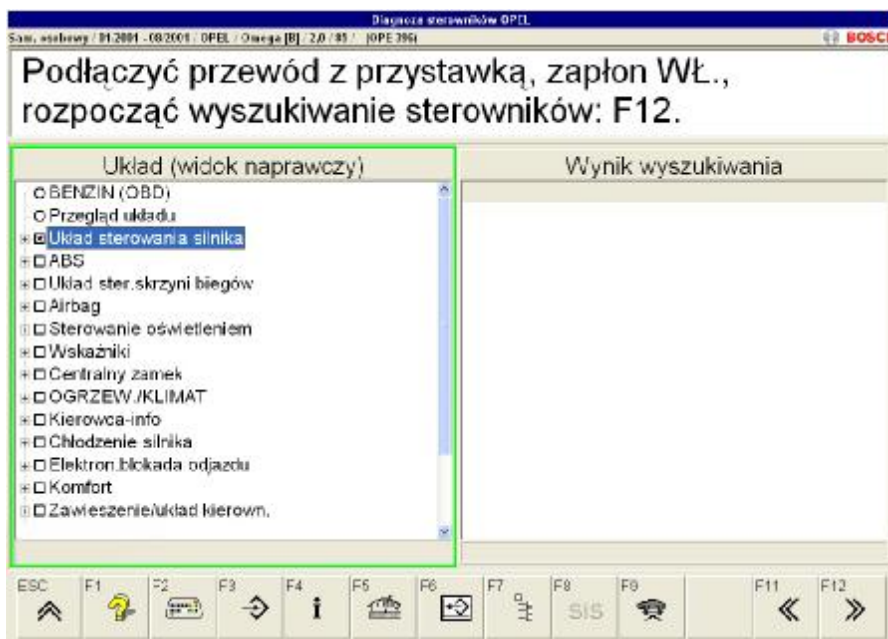 Diagnoza sterowników OPEL
Sam. osobowy / 01.2001 - 08/2001 / OPEL / Omega [B] / 2,0 / 85 / (OPE 396)
BOSCH
Podłączyć przewód z przystawką, zapłon WŁ.,
rozpocząć wyszukiwanie sterowników: F12.
Układ (widok naprawczy)
Wynik wyszukiwania
BENZIN (OBD)
Przegląd układu
Układ sterowania silnika
ABS
Układ ster.skrzyni biegów
Airbag
Sterowanie oświetleniem
Wskaźniki
Centralny zamek
OGRZEW./KLIMAT
Kierowca-info
Chłodzenie silnika
Elektron.blokada odjazdu
Komfort
Zawieszenie/układ kierown.
ESC F1 F2 F3 F4 F5 F6 F7 F8 F9 F11 F12
SIS